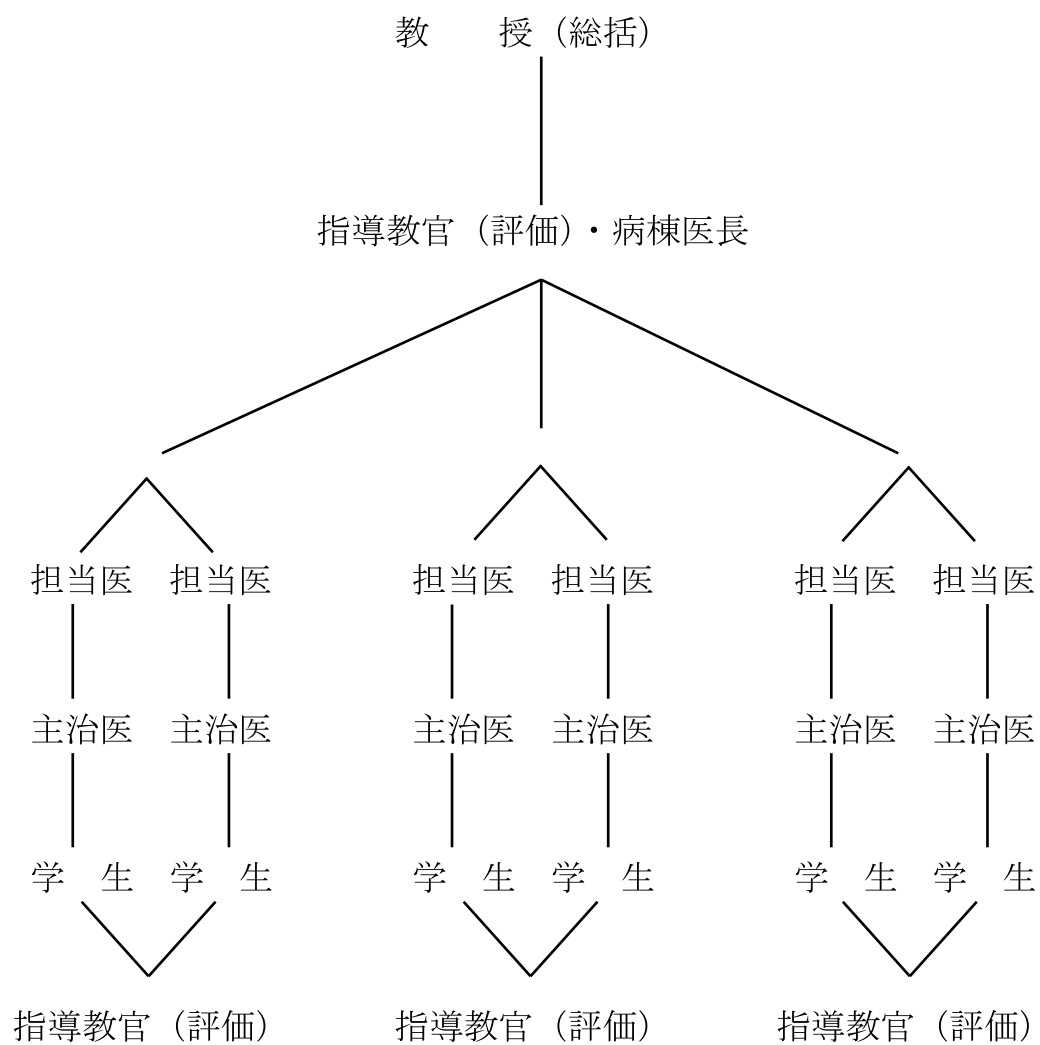 教　　授（総括）
指導教官（評価）・病棟医長
担当医　担当医　担当医　担当医　担当医　担当医
主治医　主治医　主治医　主治医　主治医　主治医
学　生　学　生　学　生　学　生　学　生　学　生
指導教官（評価）　指導教官（評価）　指導教官（評価）